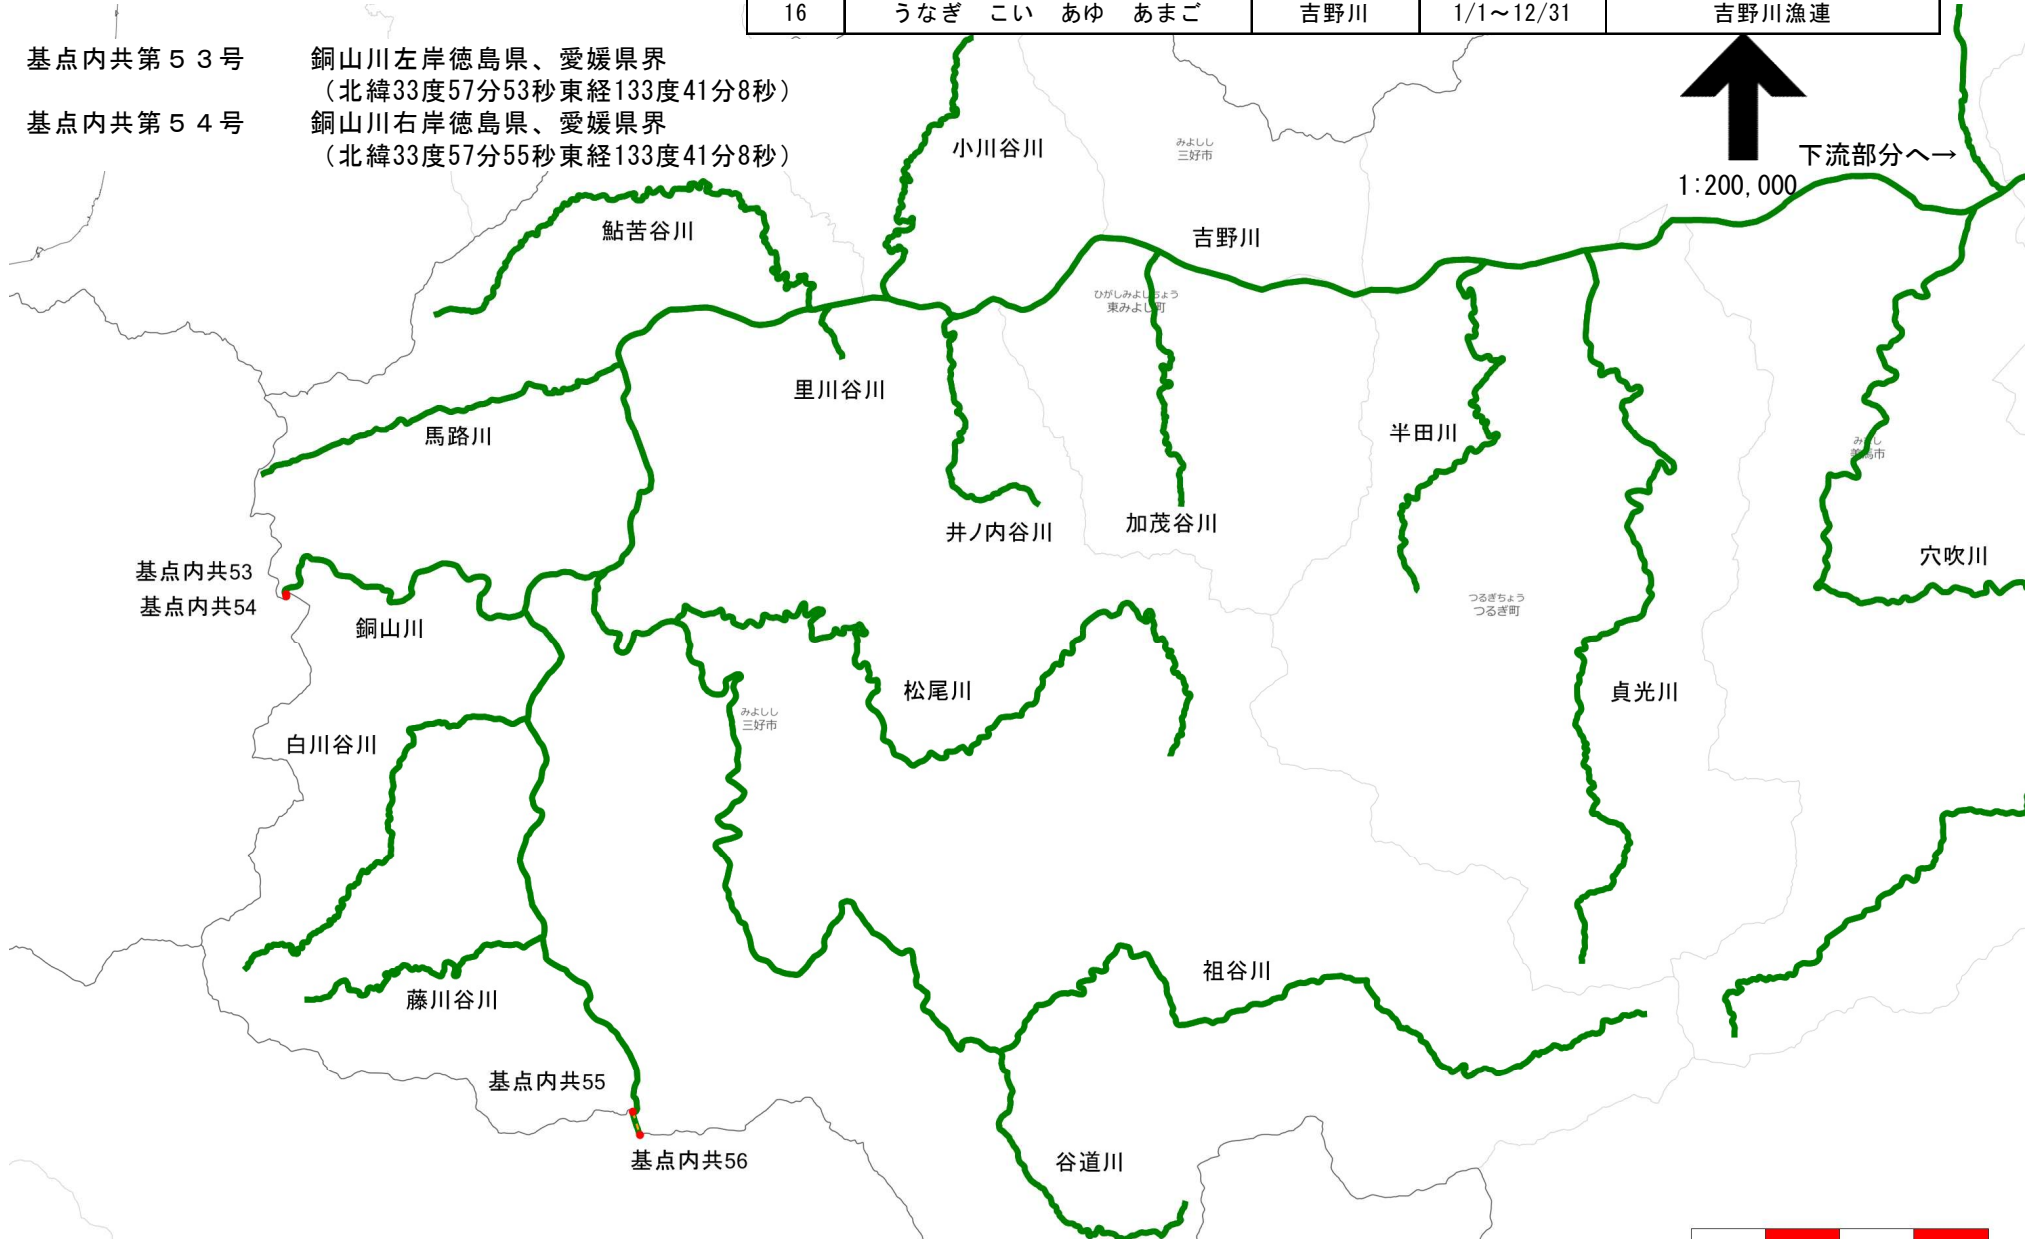 16 うなぎ こい あゆ あまご 吉野川 1/1～12/31 吉野川漁連
基点内共第５３号 銅山川左岸徳島県、愛媛県界
（北緯33度57分53秒東経133度41分8秒）
基点内共第５４号 銅山川右岸徳島県、愛媛県界
（北緯33度57分55秒東経133度41分8秒）
小川谷川
みよしし
三好市
下流部分へ→
1:200,000
鮎苦谷川
吉野川
ひがしみよしちょう
東みよし町
里川谷川
馬路川
半田川
みまし
美馬市
井ノ内谷川
加茂谷川
穴吹川
基点内共53
基点内共54
つるぎちょう
つるぎ町
銅山川
松尾川
貞光川
みよしし
三好市
白川谷川
祖谷川
藤川谷川
基点内共55
基点内共56
谷道川